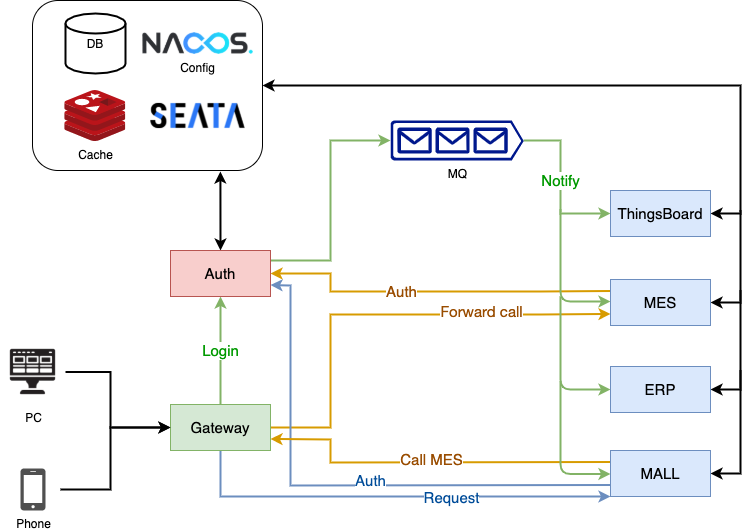 DB
NACOS.
Config
Cache
SEATA
MQ
Notify
ThingsBoard
Auth
Auth
MES
Forward call
Login
PC
ERP
Gateway
Call MES
MALL
Auth
Request
Phone